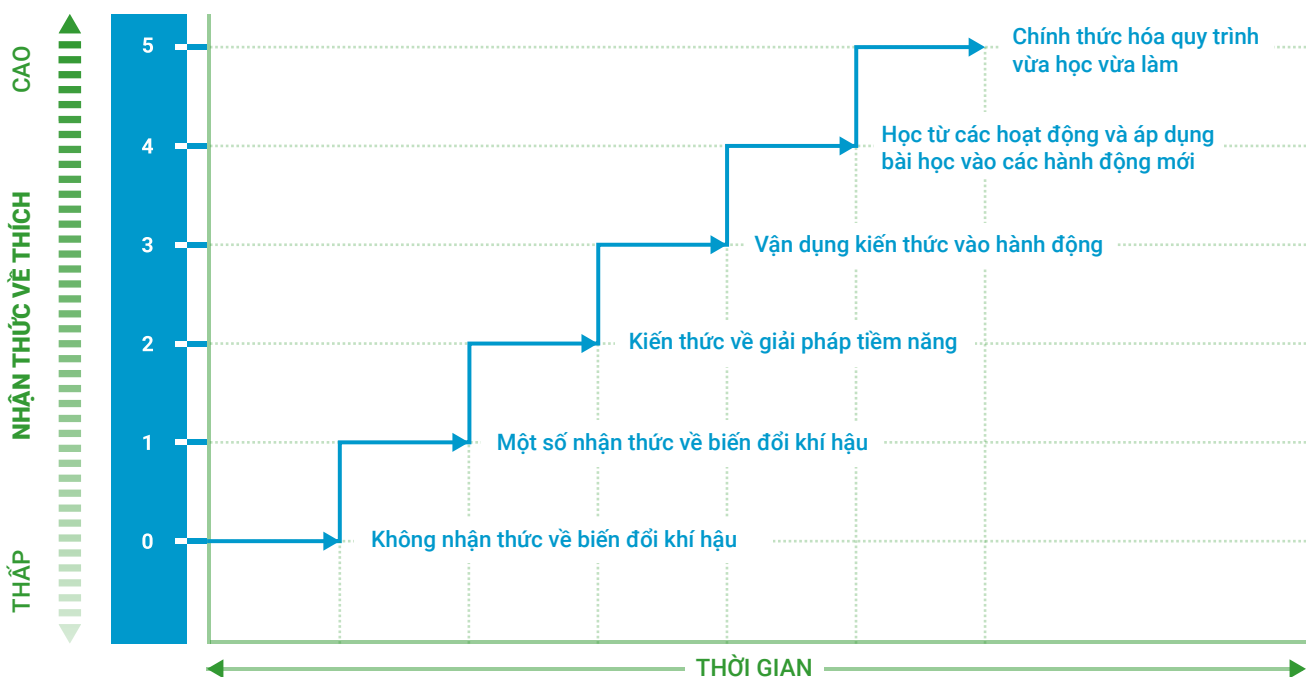 CAO
NHẬN THỨC VỀ THÍCH
THẤP
5
4
3
2
1
0
Chính thức hóa quy trình
vừa học vừa làm
Học từ các hoạt động và áp dụng
bài học vào các hành động mới
Vận dụng kiến thức vào hành động
Kiến thức về giải pháp tiềm năng
Một số nhận thức về biến đổi khí hậu
Không nhận thức về biến đổi khí hậu
THỜI GIAN